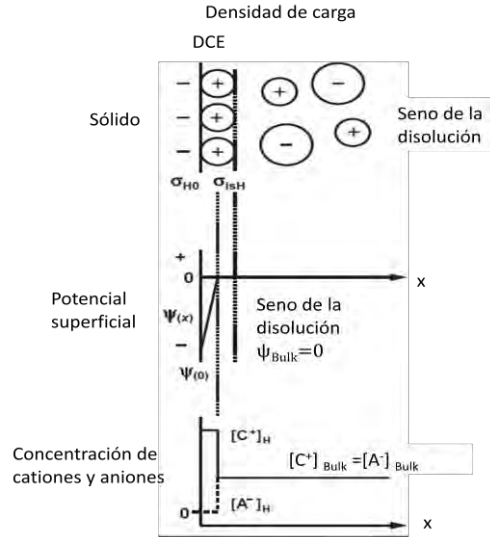 Densidad de carga
DCE
Sólido
− + + −
− +
− + − +
Seno de la
disolución
σH0 σIsH
+
0
x
Potencial
superficial
Ψ(x)
−
Ψ(0)
Seno de la
disolución
ψBulk=0
Concentración de
cationes y aniones
[C⁺]H
[C⁺] Bulk =[A⁻] Bulk
[A⁻]H
0
x